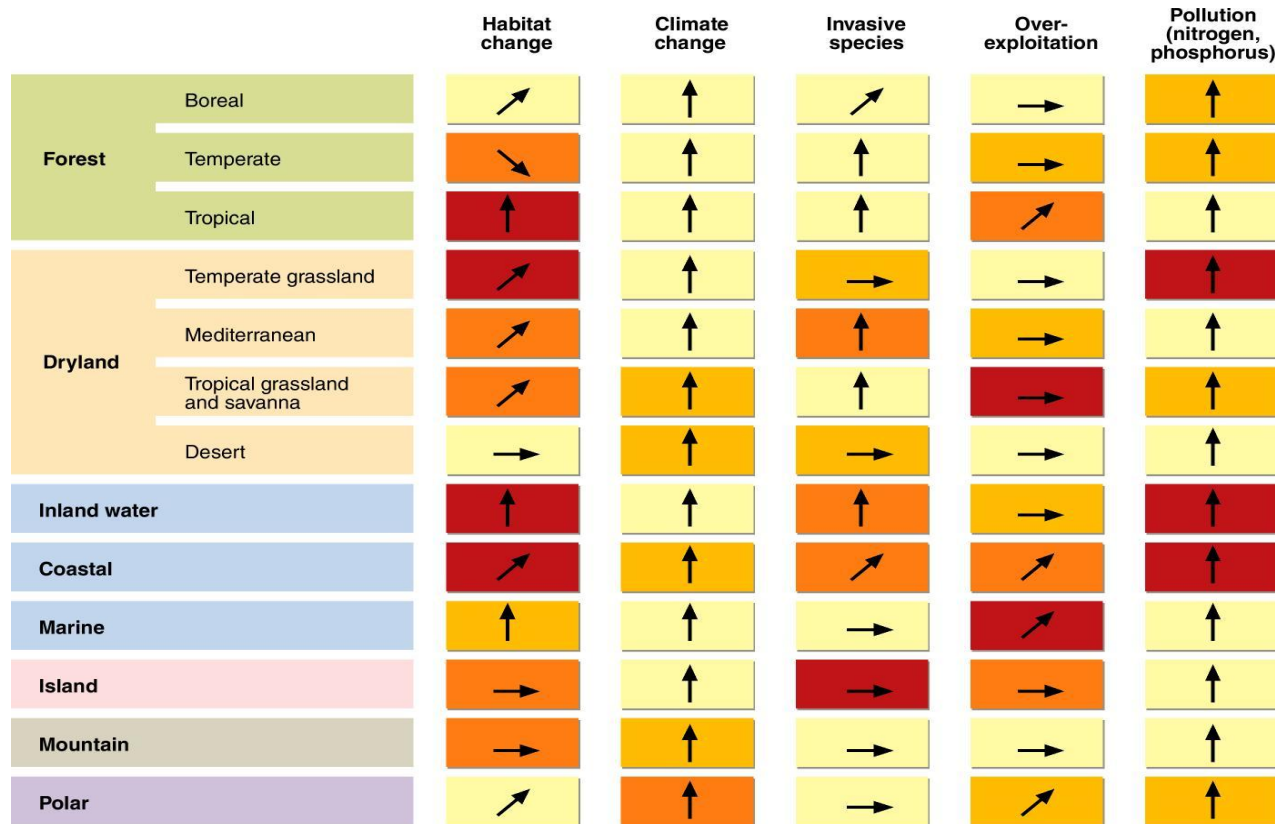 Habitat
change
Climate
change
Invasive
species
Over-
exploitation
Pollution
(nitrogen,
phosphorus)
Forest
Boreal
Temperate
Tropical
Dryland
Temperate grassland
Mediterranean
Tropical grassland
and savanna
Desert
Inland water
Coastal
Marine
Island
Mountain
Polar